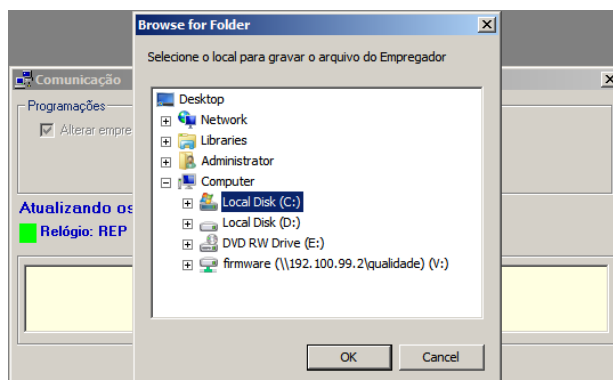 Browse for Folder
Selecione o local para gravar o arquivo do Empregador
Comunicação
Programações
Alterar empre
Atualizando os
Relógio: REP
Desktop
Network
Libraries
Administrator
Computer
Local Disk (C:)
Local Disk (D:)
DVD RW Drive (E:)
firmware (\\192.100.99.2\qualidade) (V:)
OK
Cancel